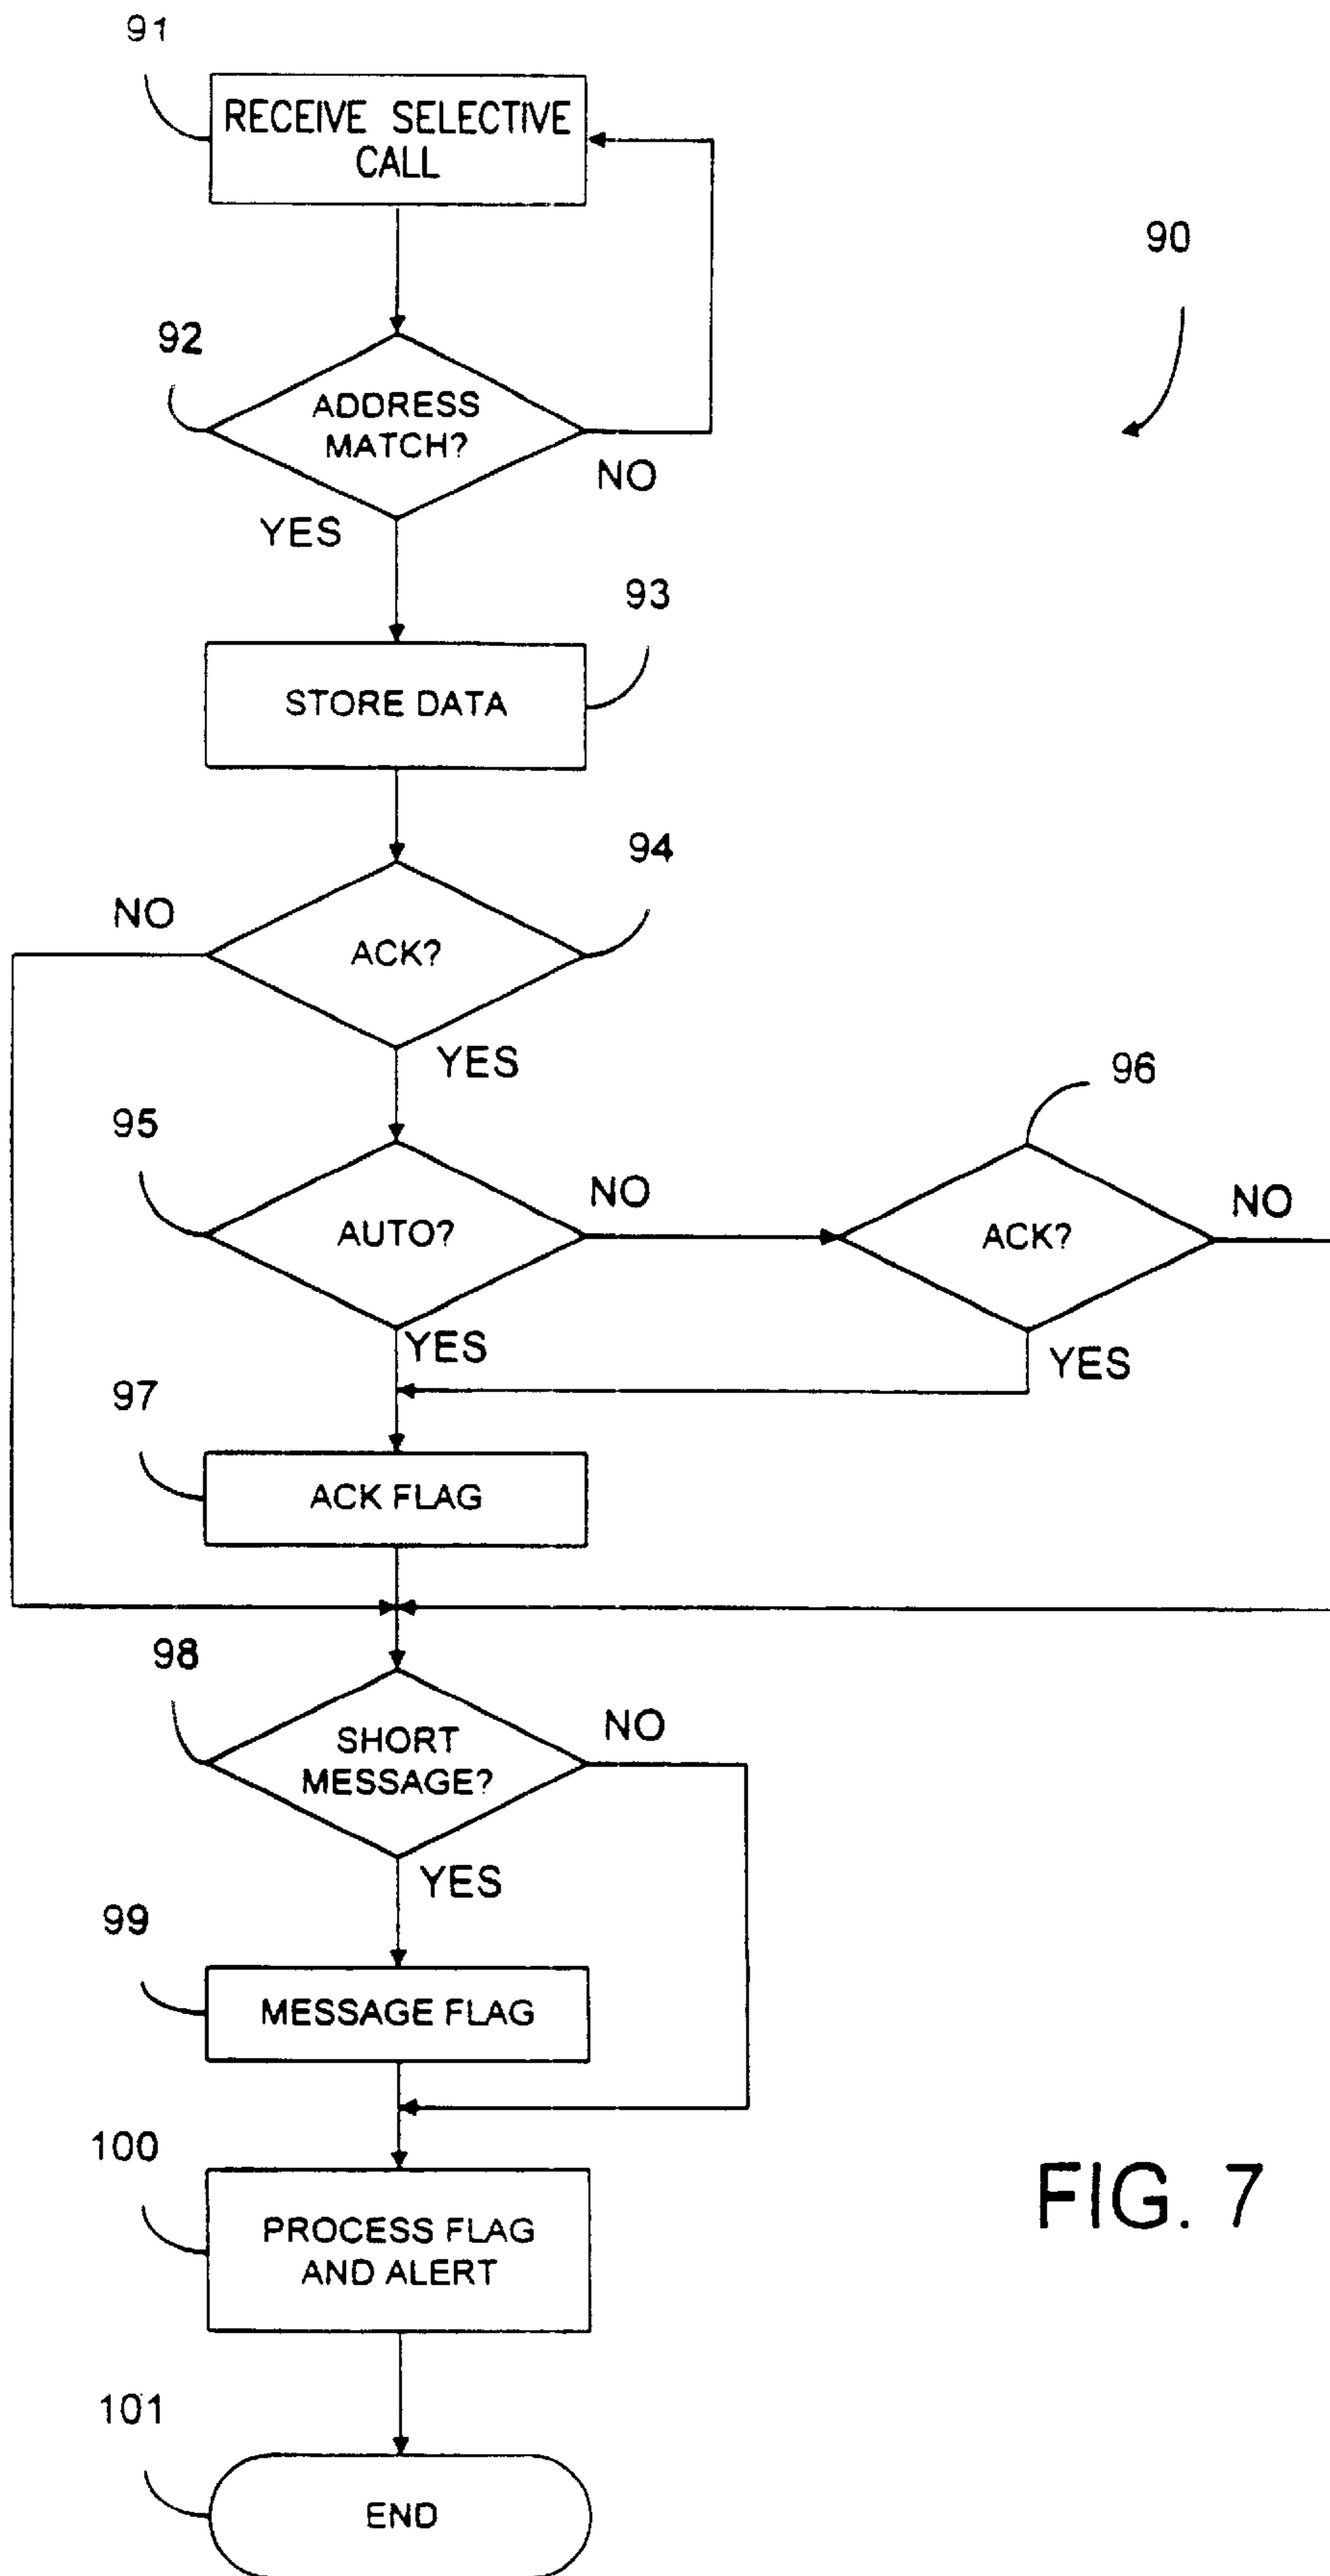 91
RECEIVE SELECTIVE
CALL
90
92
ADDRESS
MATCH?
NO
YES
93
STORE DATA
94
NO
ACK?
YES
96
95
NO
NO
AUTO?
ACK?
YES
YES
97
ACK FLAG
98
NO
SHORT
MESSAGE?
YES
99
MESSAGE FLAG
100
PROCESS FLAG
AND ALERT
FIG. 7
101
END